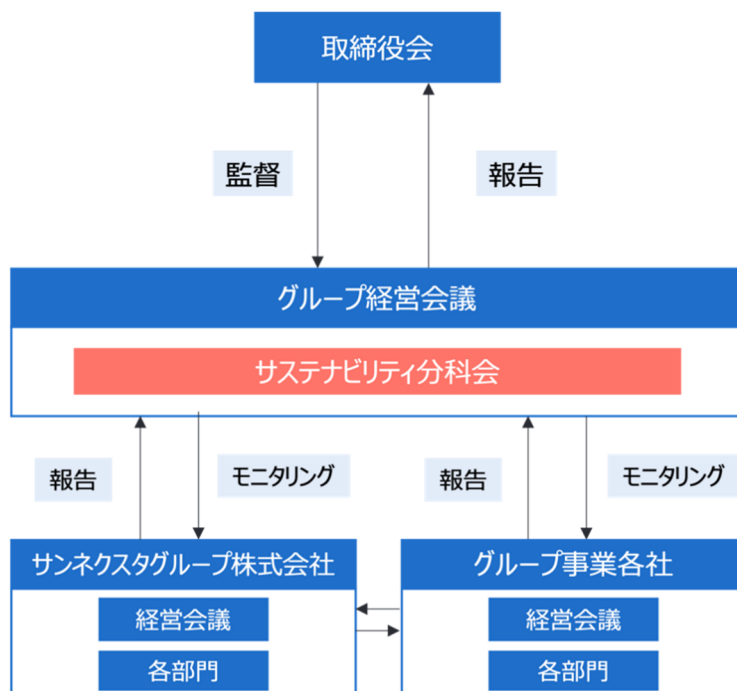 取締役会
監督
報告
グループ経営会議
サステナビリティ分科会
報告
モニタリング
報告
モニタリング
サンネクスタグループ株式会社
グループ事業各社
経営会議
経営会議
各部門
各部門